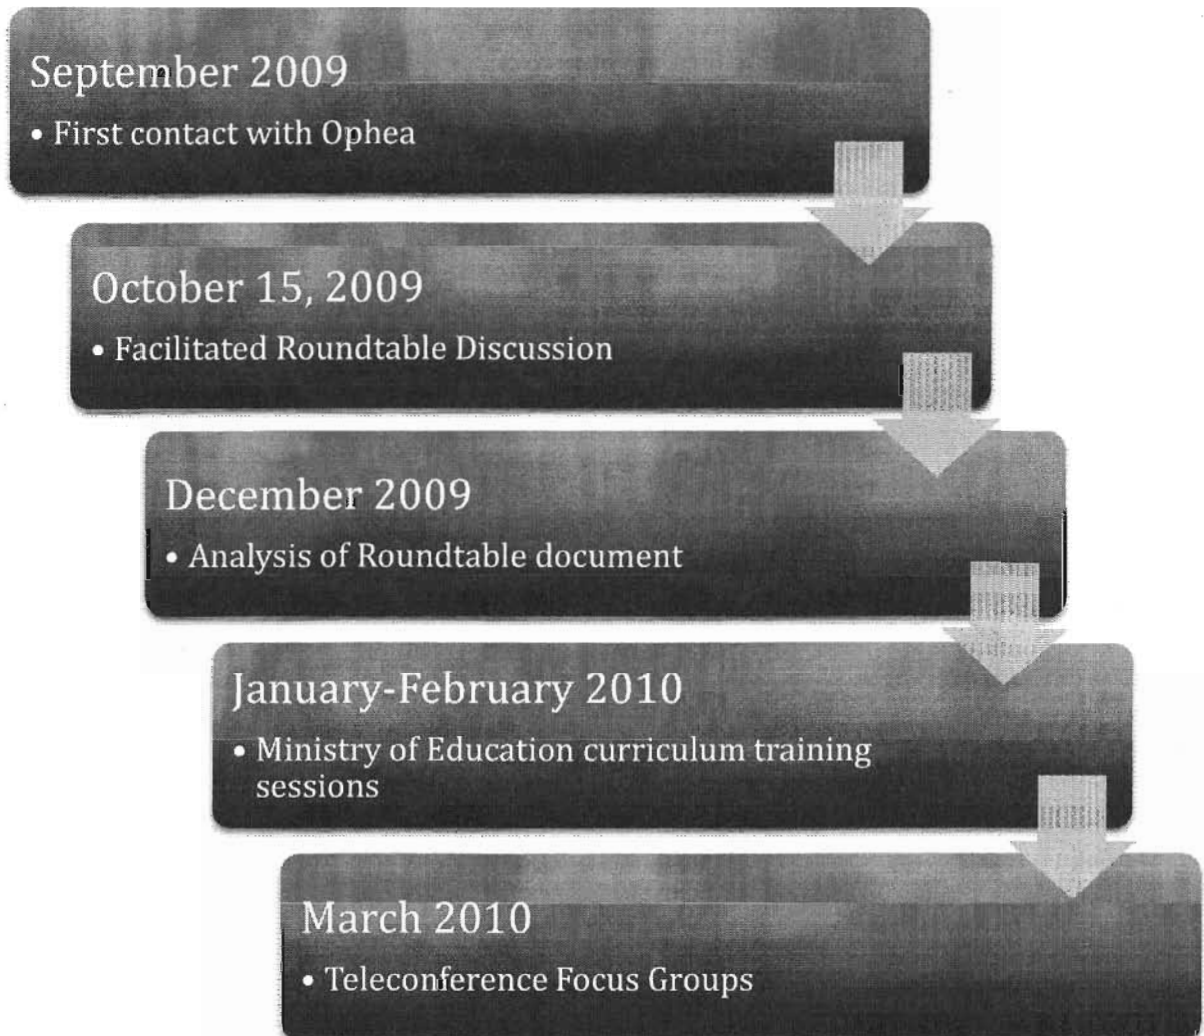 September 2009
• First contact with Ophea
October 15, 2009
• Facilitated Roundtable Discussion
December 2009
• Analysis of Roundtable document
January-February 2010
• Ministry of Education curriculum training
sessions
March 2010
• Teleconference Focus Groups